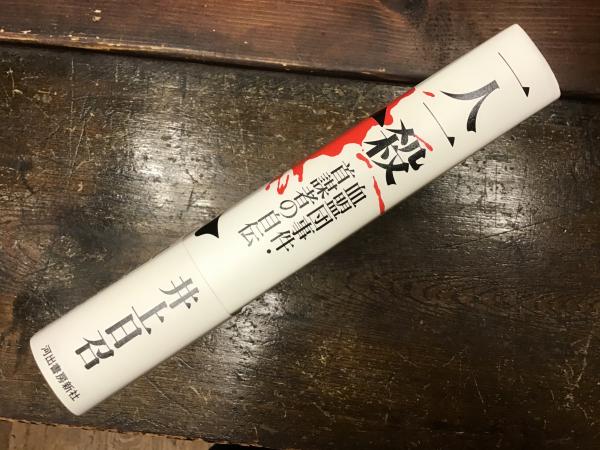 一人一殺
血盟団事件・
首謀者の自伝
井上日召
河出書房新社